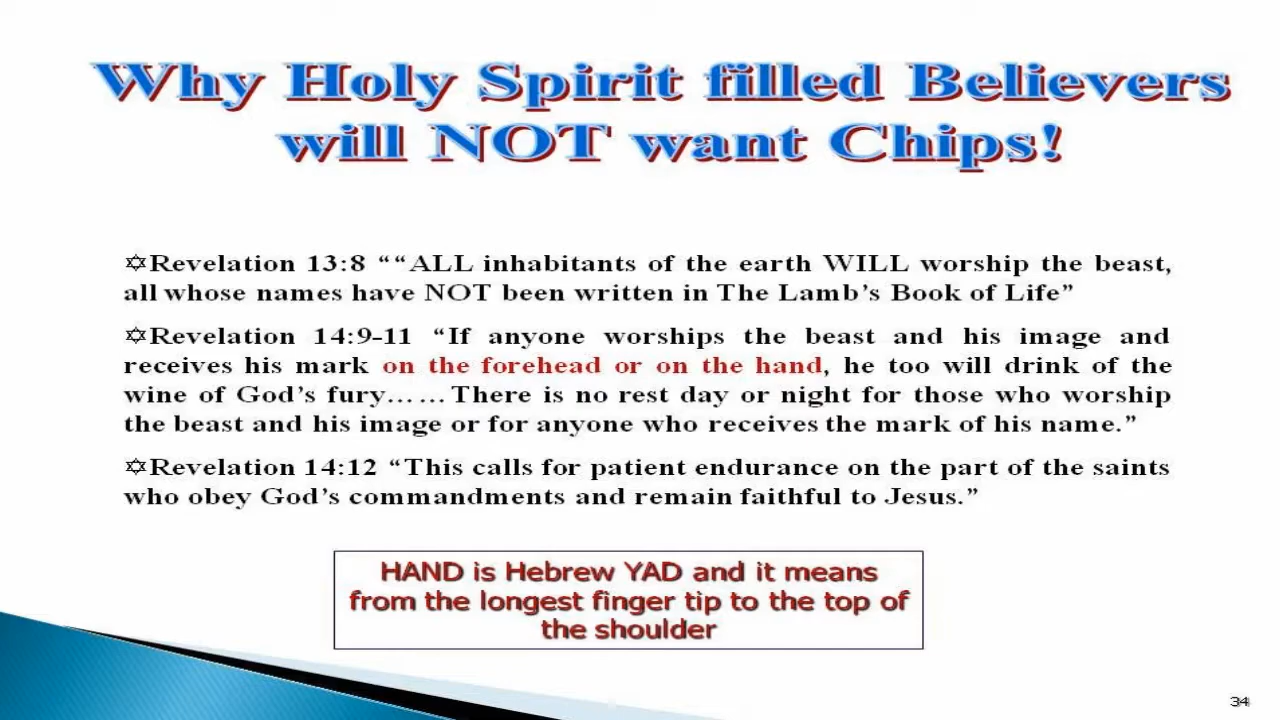 Why Holy Spirit filled Believers
will NOT want Chips!
✡Revelation 13:8 ““ALL inhabitants of the earth WILL worship the beast,
all whose names have NOT been written in The Lamb’s Book of Life”
✡Revelation 14:9-11 “If anyone worships the beast and his image and
receives his mark on the forehead or on the hand, he too will drink of the
wine of God’s fury……There is no rest day or night for those who worship
the beast and his image or for anyone who receives the mark of his name.”
✡Revelation 14:12 “This calls for patient endurance on the part of the saints
who obey God’s commandments and remain faithful to Jesus.”
HAND is Hebrew YAD and it means
from the longest finger tip to the top of
the shoulder
34